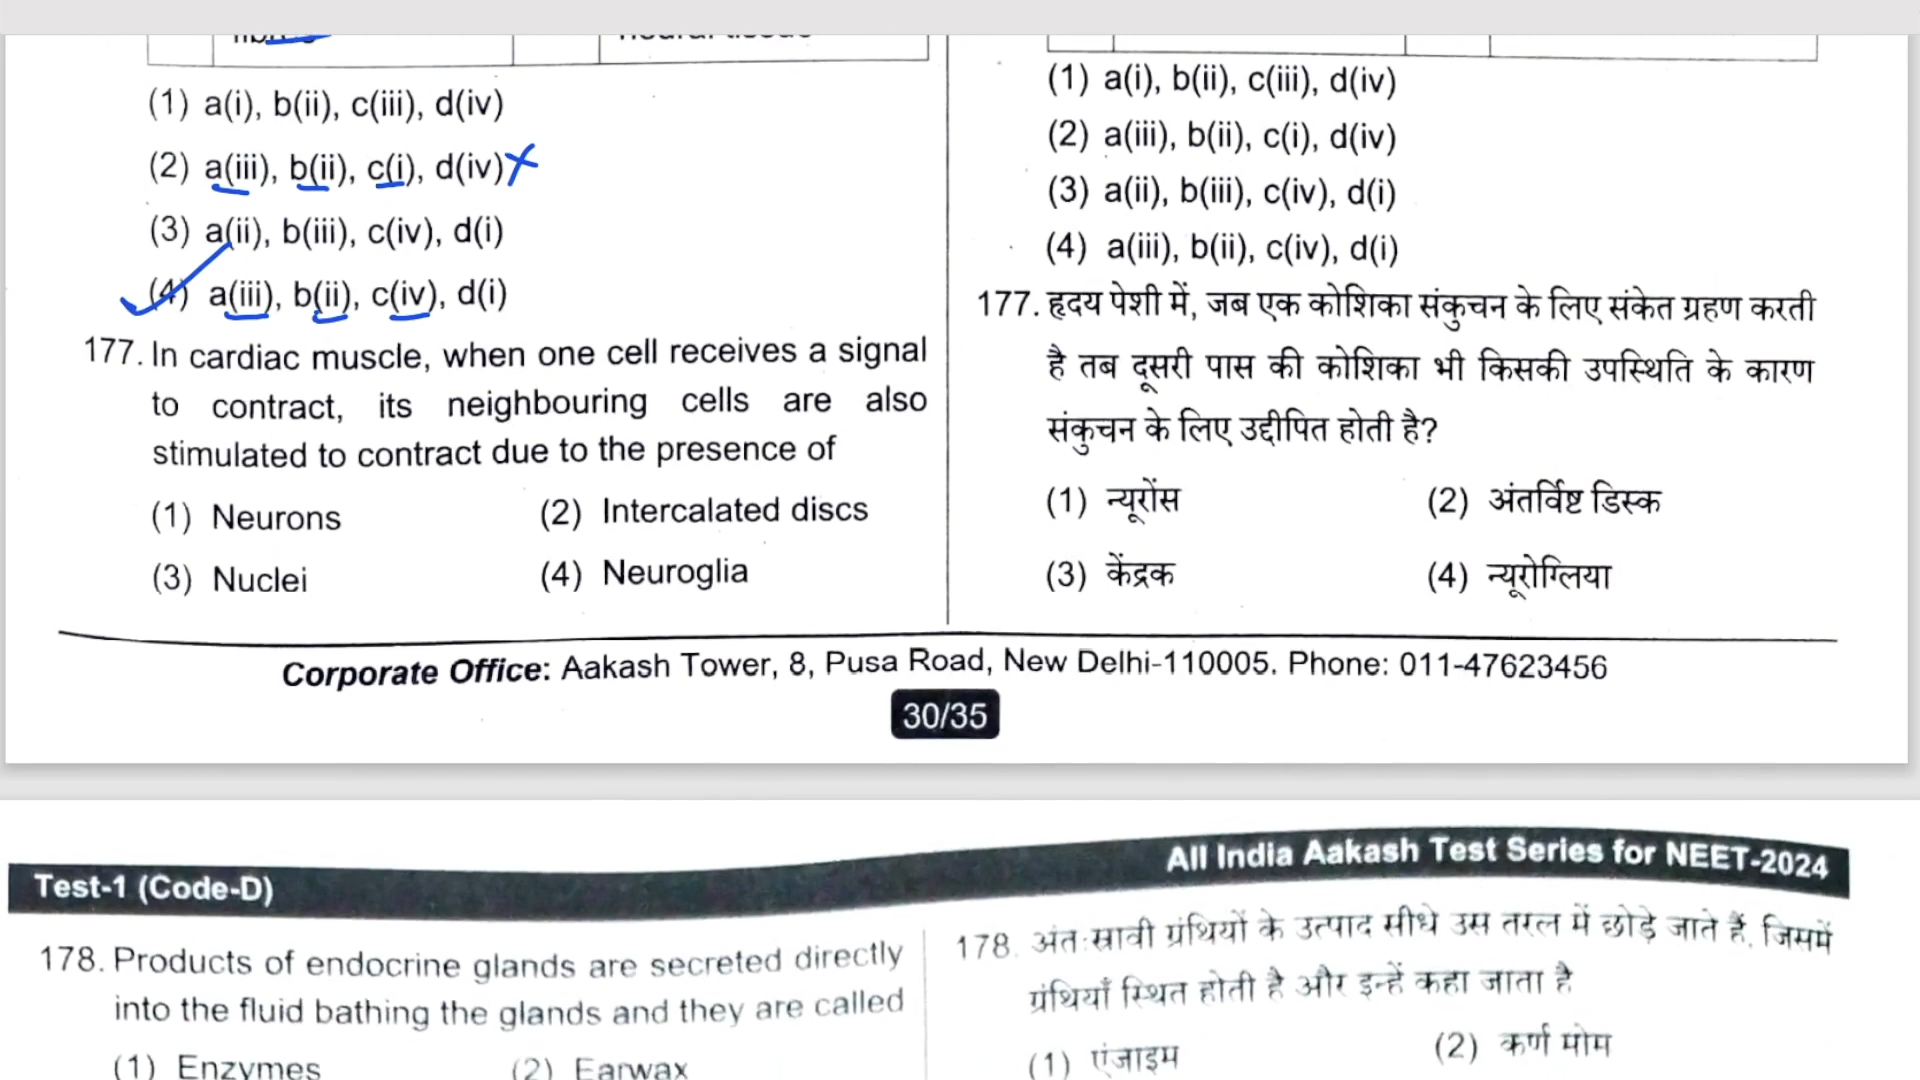 (1) a(i), b(ii), c(iii), d(iv)
(2) a(iii), b(ii), c(i), d(iv)
(3) a(ii), b(iii), c(iv), d(i)
(4) a(iii), b(ii), c(iv), d(i)
177. In cardiac muscle, when one cell receives a signal
to contract, its neighbouring cells are also
stimulated to contract due to the presence of
(1) Neurons (2) Intercalated discs
(3) Nuclei (4) Neuroglia
(1) a(i), b(ii), c(iii), d(iv)
(2) a(iii), b(ii), c(i), d(iv)
(3) a(ii), b(iii), c(iv), d(i)
(4) a(iii), b(ii), c(iv), d(i)
177. हृदय पेशी में, जब एक कोशिका संकुचन के लिए संकेत ग्रहण करती
है तब दूसरी पास की कोशिका भी किसकी उपस्थिति के कारण
संकुचन के लिए उद्दीपित होती है?
(1) न्यूरोंस (2) अंतर्विष्ट डिस्क
(3) केंद्रक (4) न्यूरोग्लिया
Corporate Office: Aakash Tower, 8, Pusa Road, New Delhi-110005. Phone: 011-47623456
30/35
Test-1 (Code-D) All India Aakash Test Series for NEET-2024
178. Products of endocrine glands are secreted directly
into the fluid bathing the glands and they are called
(1) Enzymes (2) Earwax
178. अंतःस्रावी ग्रंथियों के उत्पाद सीधे उस तरल में छोड़े जाते हैं, जिसमें
ग्रंथियाँ स्थित होती है और इन्हें कहा जाता है
(1) एंजाइम (2) कर्ण मोम